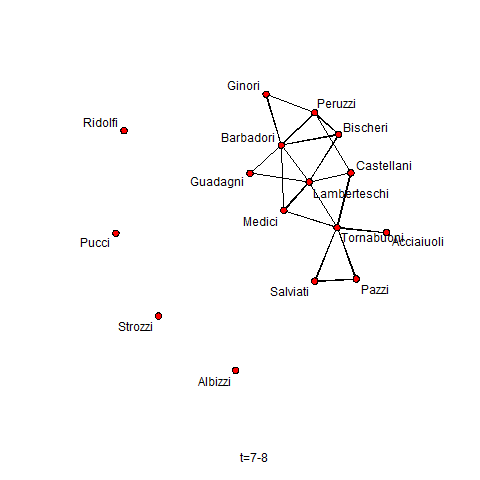 Ginori
Peruzzi
Ridolfi
Bischeri
Barbadori
Castellani
Guadagni
Lamberteschi
Medici
Pucci
Tornabuoni
Acciaiuoli
Salviati
Pazzi
Strozzi
Albizzi
t=7-8